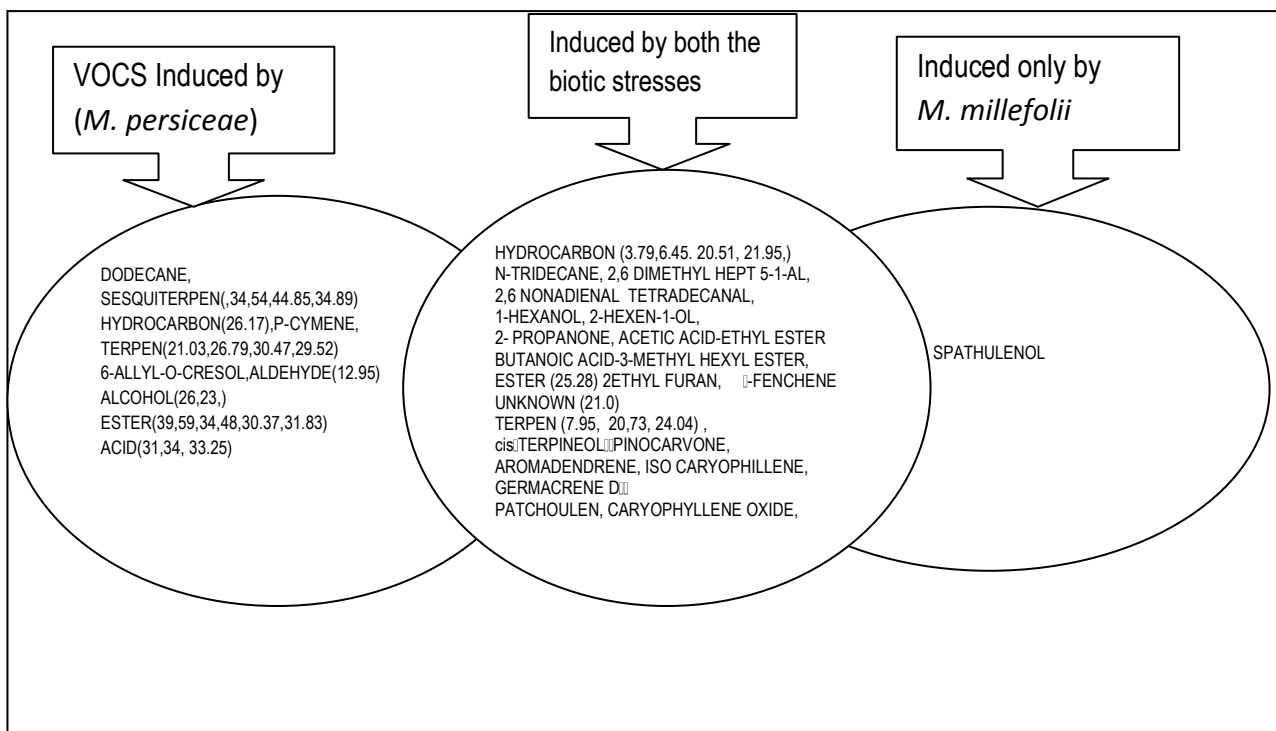 VOCS Induced by
(M. persiceae)
Induced by both the
biotic stresses
Induced only by
M. millefolii
DODECANE,
SESQUITERPEN(,34,54,44.85,34.89)
HYDROCARBON(26.17),P-CYMENE,
TERPEN(21.03,26.79,30.47,29.52)
6-ALLYL-O-CRESOL,ALDEHYDE(12.95)
ALCOHOL(26,23,)
ESTER(39,59,34,48,30.37,31.83)
ACID(31,34, 33.25)
HYDROCARBON (3.79,6.45. 20.51, 21.95,)
N-TRIDECANE, 2,6 DIMETHYL HEPT 5-1-AL,
2,6 NONADIENAL TETRADECANAL,
1-HEXANOL, 2-HEXEN-1-OL,
2- PROPANONE, ACETIC ACID-ETHYL ESTER
BUTANOIC ACID-3-METHYL HEXYL ESTER,
ESTER (25.28) 2ETHYL FURAN, -FENCHENE
UNKNOWN (21.0)
TERPEN (7.95, 20,73, 24.04) ,
cis TERPINEOL PINOCARVONE,
AROMADENDRENE, ISO CARYOPHILLENE,
GERMACRENE D
PATCHOULEN, CARYOPHYLLENE OXIDE,
SPATHULENOL